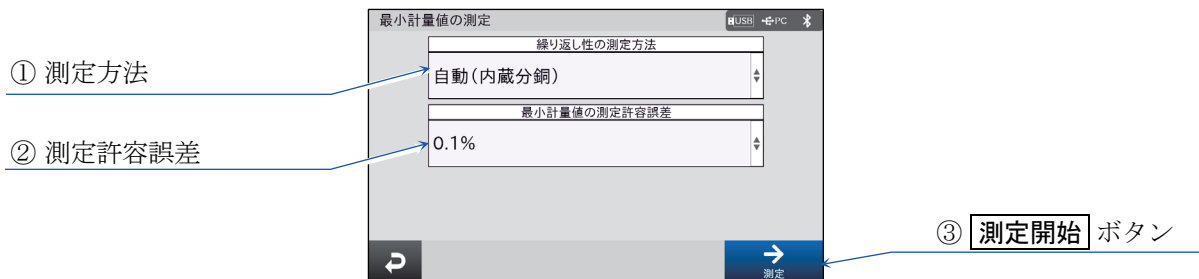 最小計量値の測定
USB PC
繰り返し性の測定方法
① 測定方法
自動(内蔵分銅)
最小計量値の測定許容誤差
② 測定許容誤差
0.1%
③ 測定開始 ボタン
測定